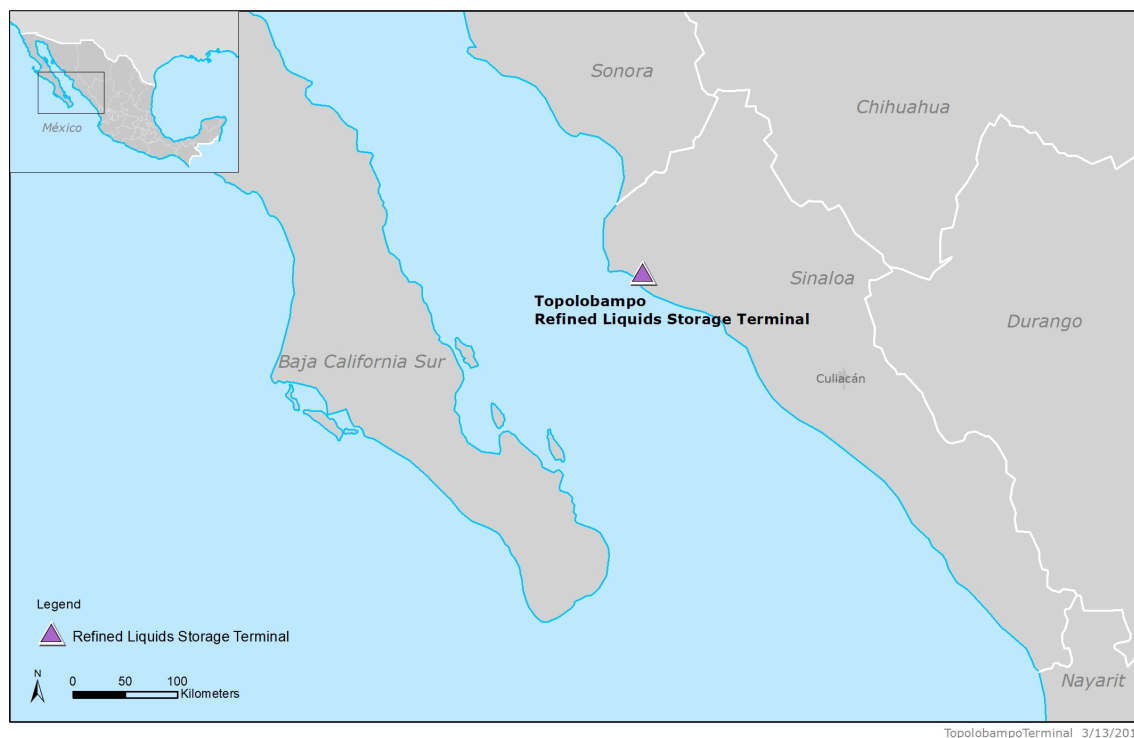 Sonora
Chihuahua
México
Sinaloa
Topolobampo
Refined Liquids Storage Terminal
Durango
Baja California Sur
Culiacán
Legend
Refined Liquids Storage Terminal
N
0 50 100
Kilometers
Nayarit
TopolobampoTerminal